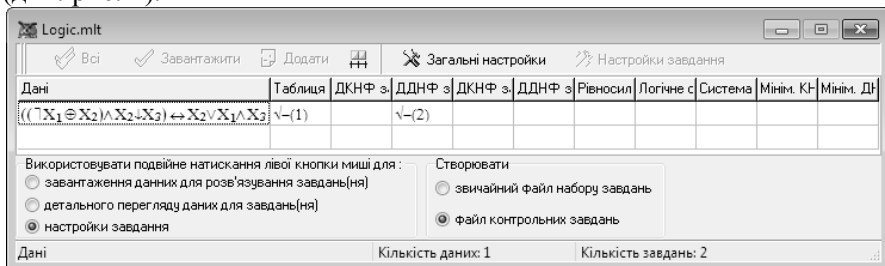 Logic.mlt
Всі Завантажити Додати Загальні настройки Настройки завдання
Дані Таблиця ДКНФ з. ДДНФ з ДКНФ з. ДДНФ з Рівносил Логічне с Система Мінім. КН Мінім. ДН
((⏋X₁⊖X₂)∧X₂↓X₃)↔X₂∨X₁∧X₃ √–(1) √–(2)
Використовувати подвійне натискання лівої кнопки миші для :
завантаження данних для розв'язування завдань(ня)
детального перегляду даних для завдань(ня)
настройки завдання
Створювати
звичайний файл набору завдань
файл контрольних завдань
Дані Кількість даних: 1 Кількість завдань: 2